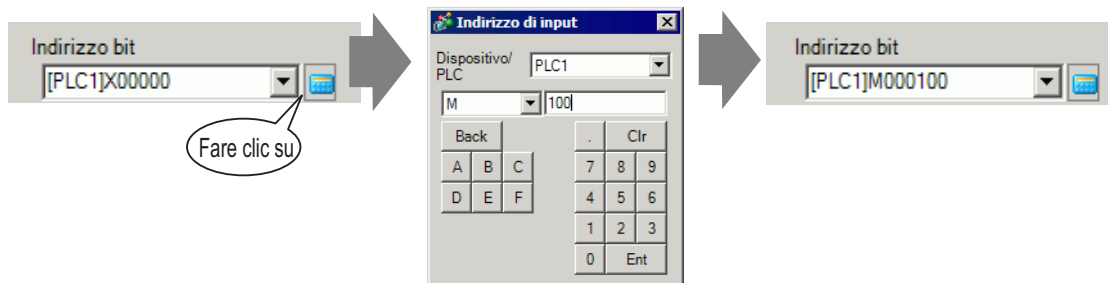 Indirizzo bit
[PLC1]X00000
Fare clic su
Indirizzo di input
Dispositivo/
PLC
PLC1
M
100
Back
. Clr
A B C 7 8 9
D E F 4 5 6
1 2 3
0 Ent
Indirizzo bit
[PLC1]M000100